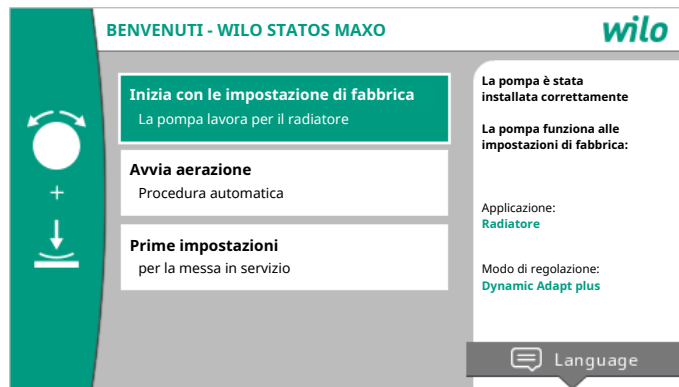 BENVENUTI - WILO STATOS MAXO
wilo
Inizia con le impostazione di fabbrica
La pompa lavora per il radiatore
Avvia aerazione
Procedura automatica
Prime impostazioni
per la messa in servizio
La pompa è stata
installata correttamente
La pompa funziona alle
impostazioni di fabbrica:
Applicazione:
Radiatore
Modo di regolazione:
Dynamic Adapt plus
Language